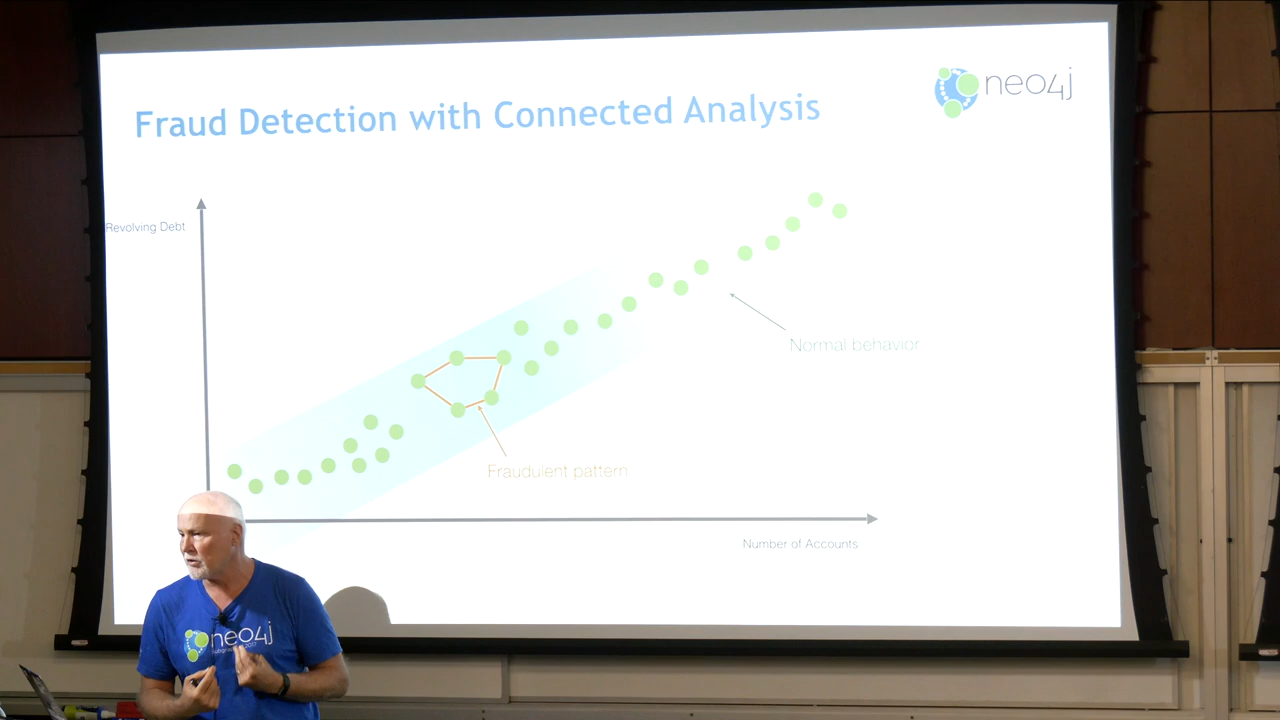 Fraud Detection with Connected Analysis
neo4j
Revolving Debt
Normal behavior
Fraudulent pattern
Number of Accounts
neo4j